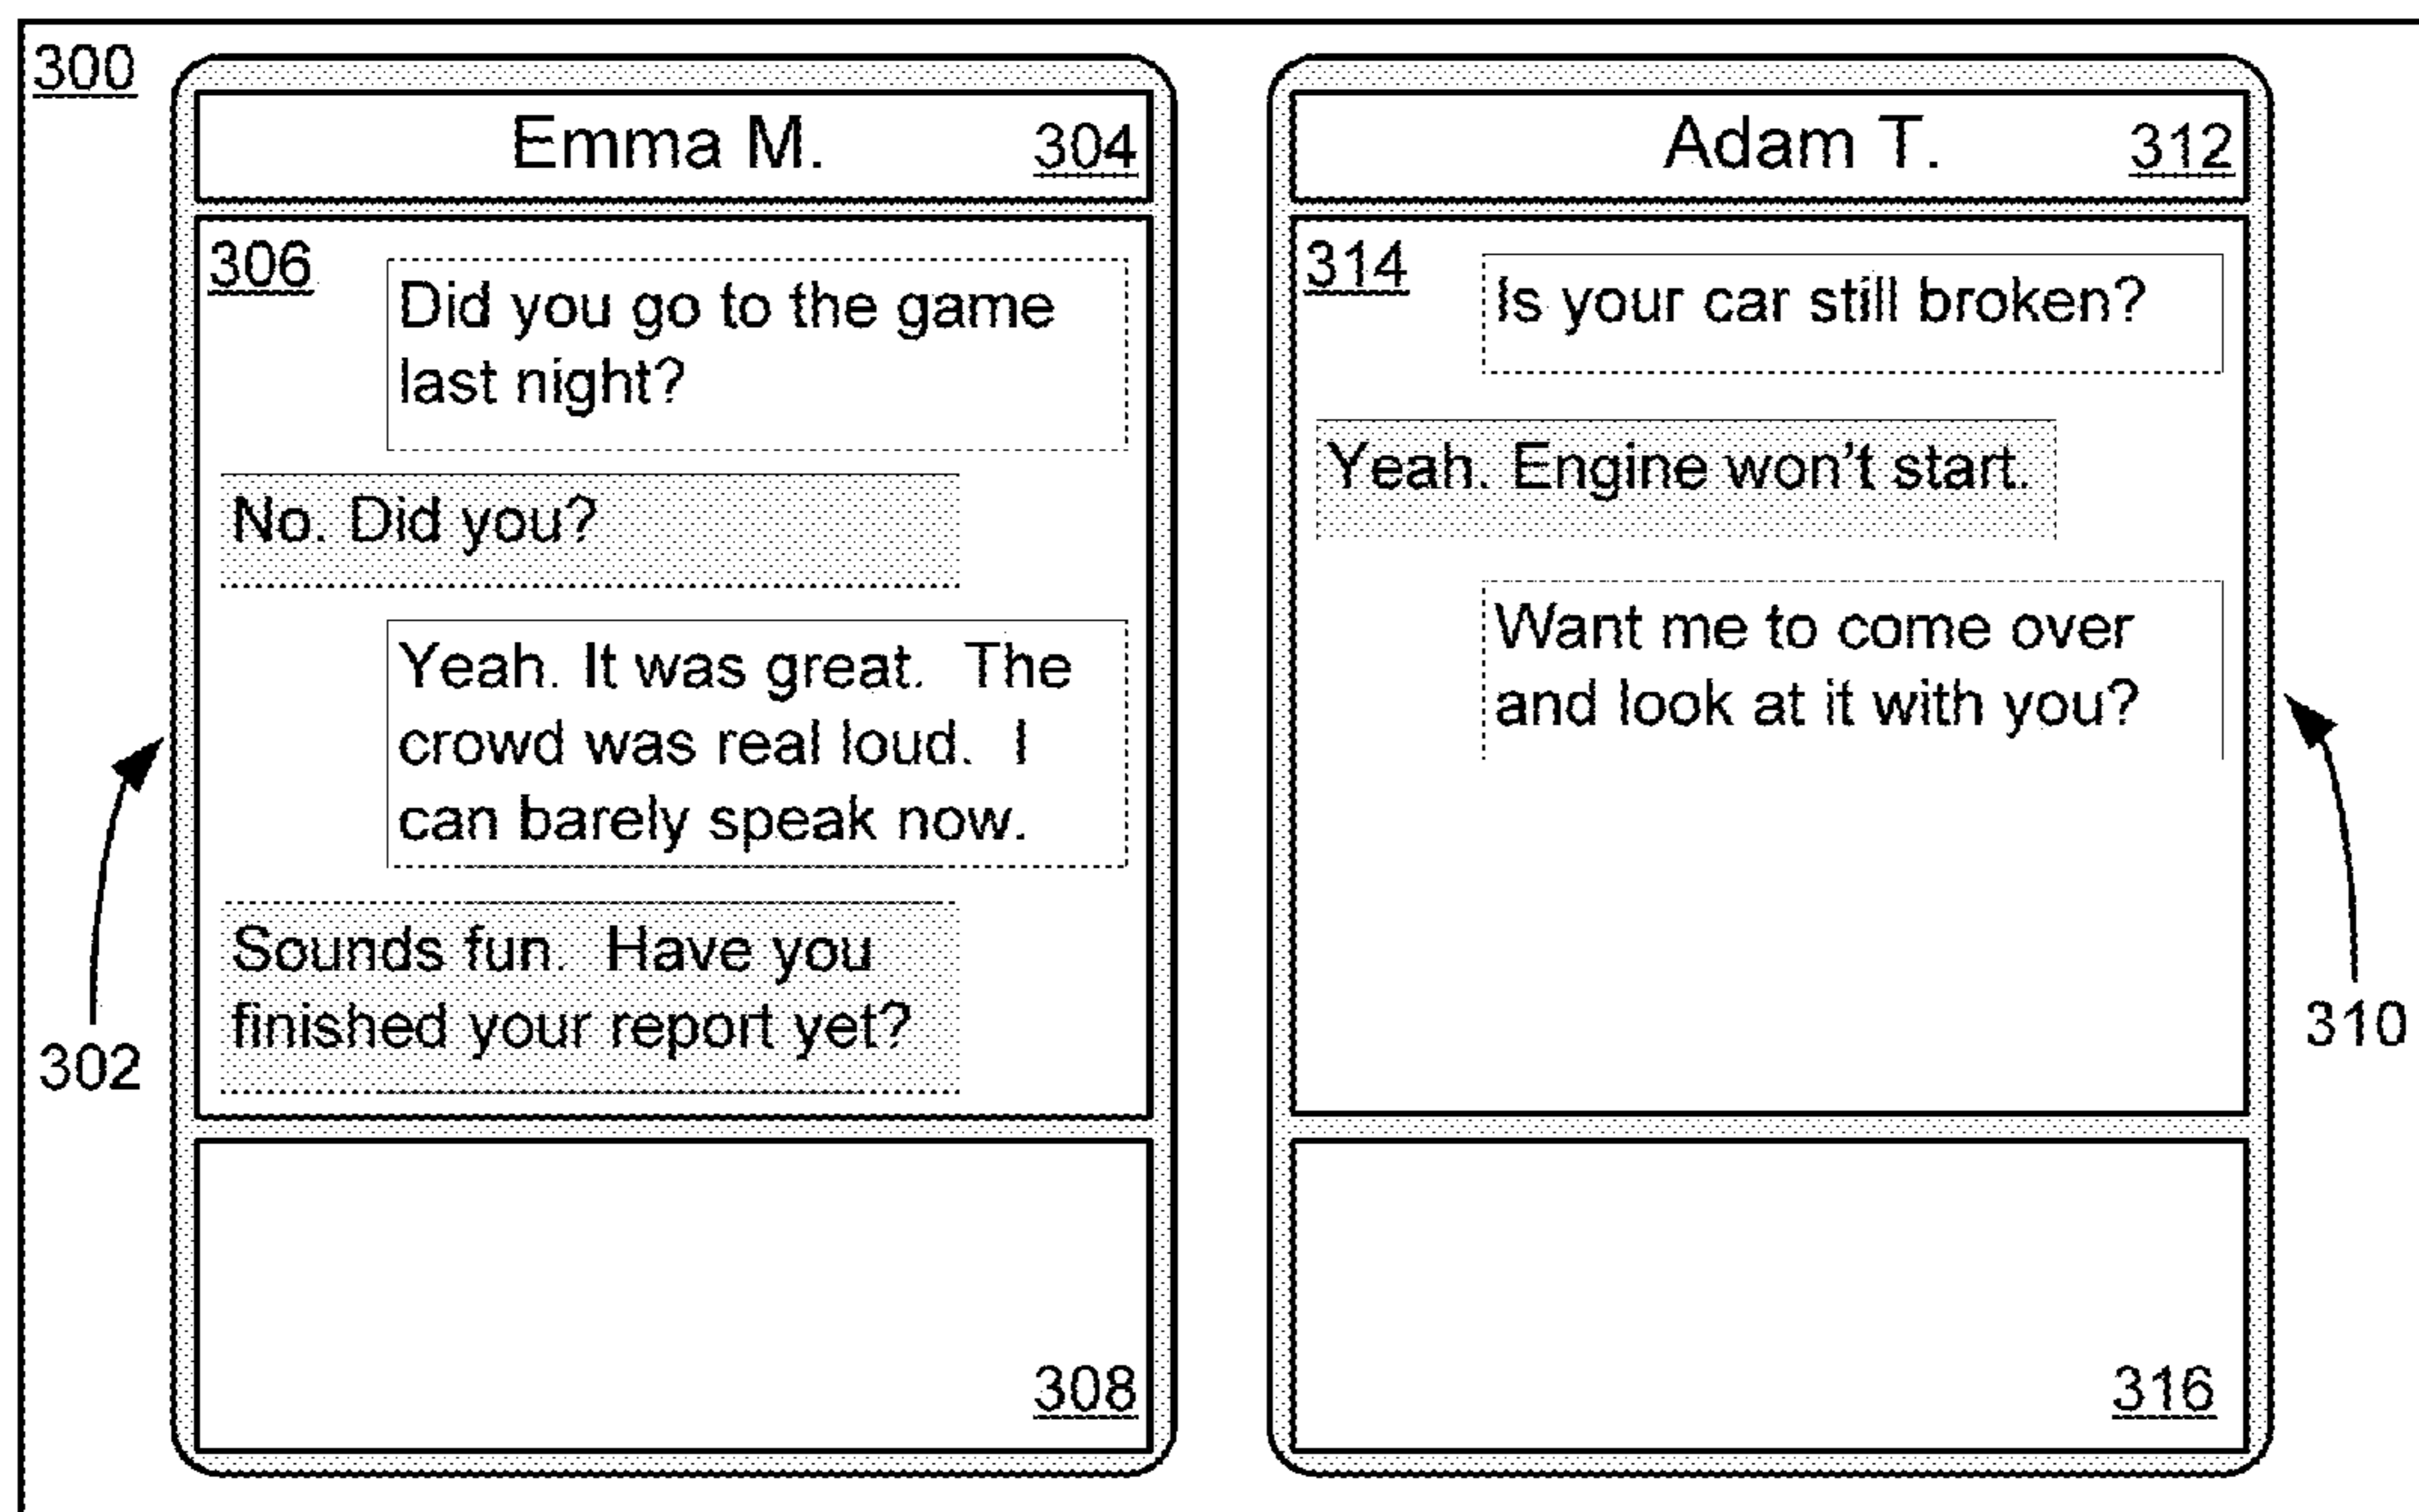 300
Emma M. 304
306
Did you go to the game
last night?
No. Did you?
Yeah. It was great.  The
crowd was real loud.  I
can barely speak now.
Sounds fun.  Have you
finished your report yet?
302
308
Adam T. 312
314
Is your car still broken?
Yeah. Engine won't start.
Want me to come over
and look at it with you?
310
316